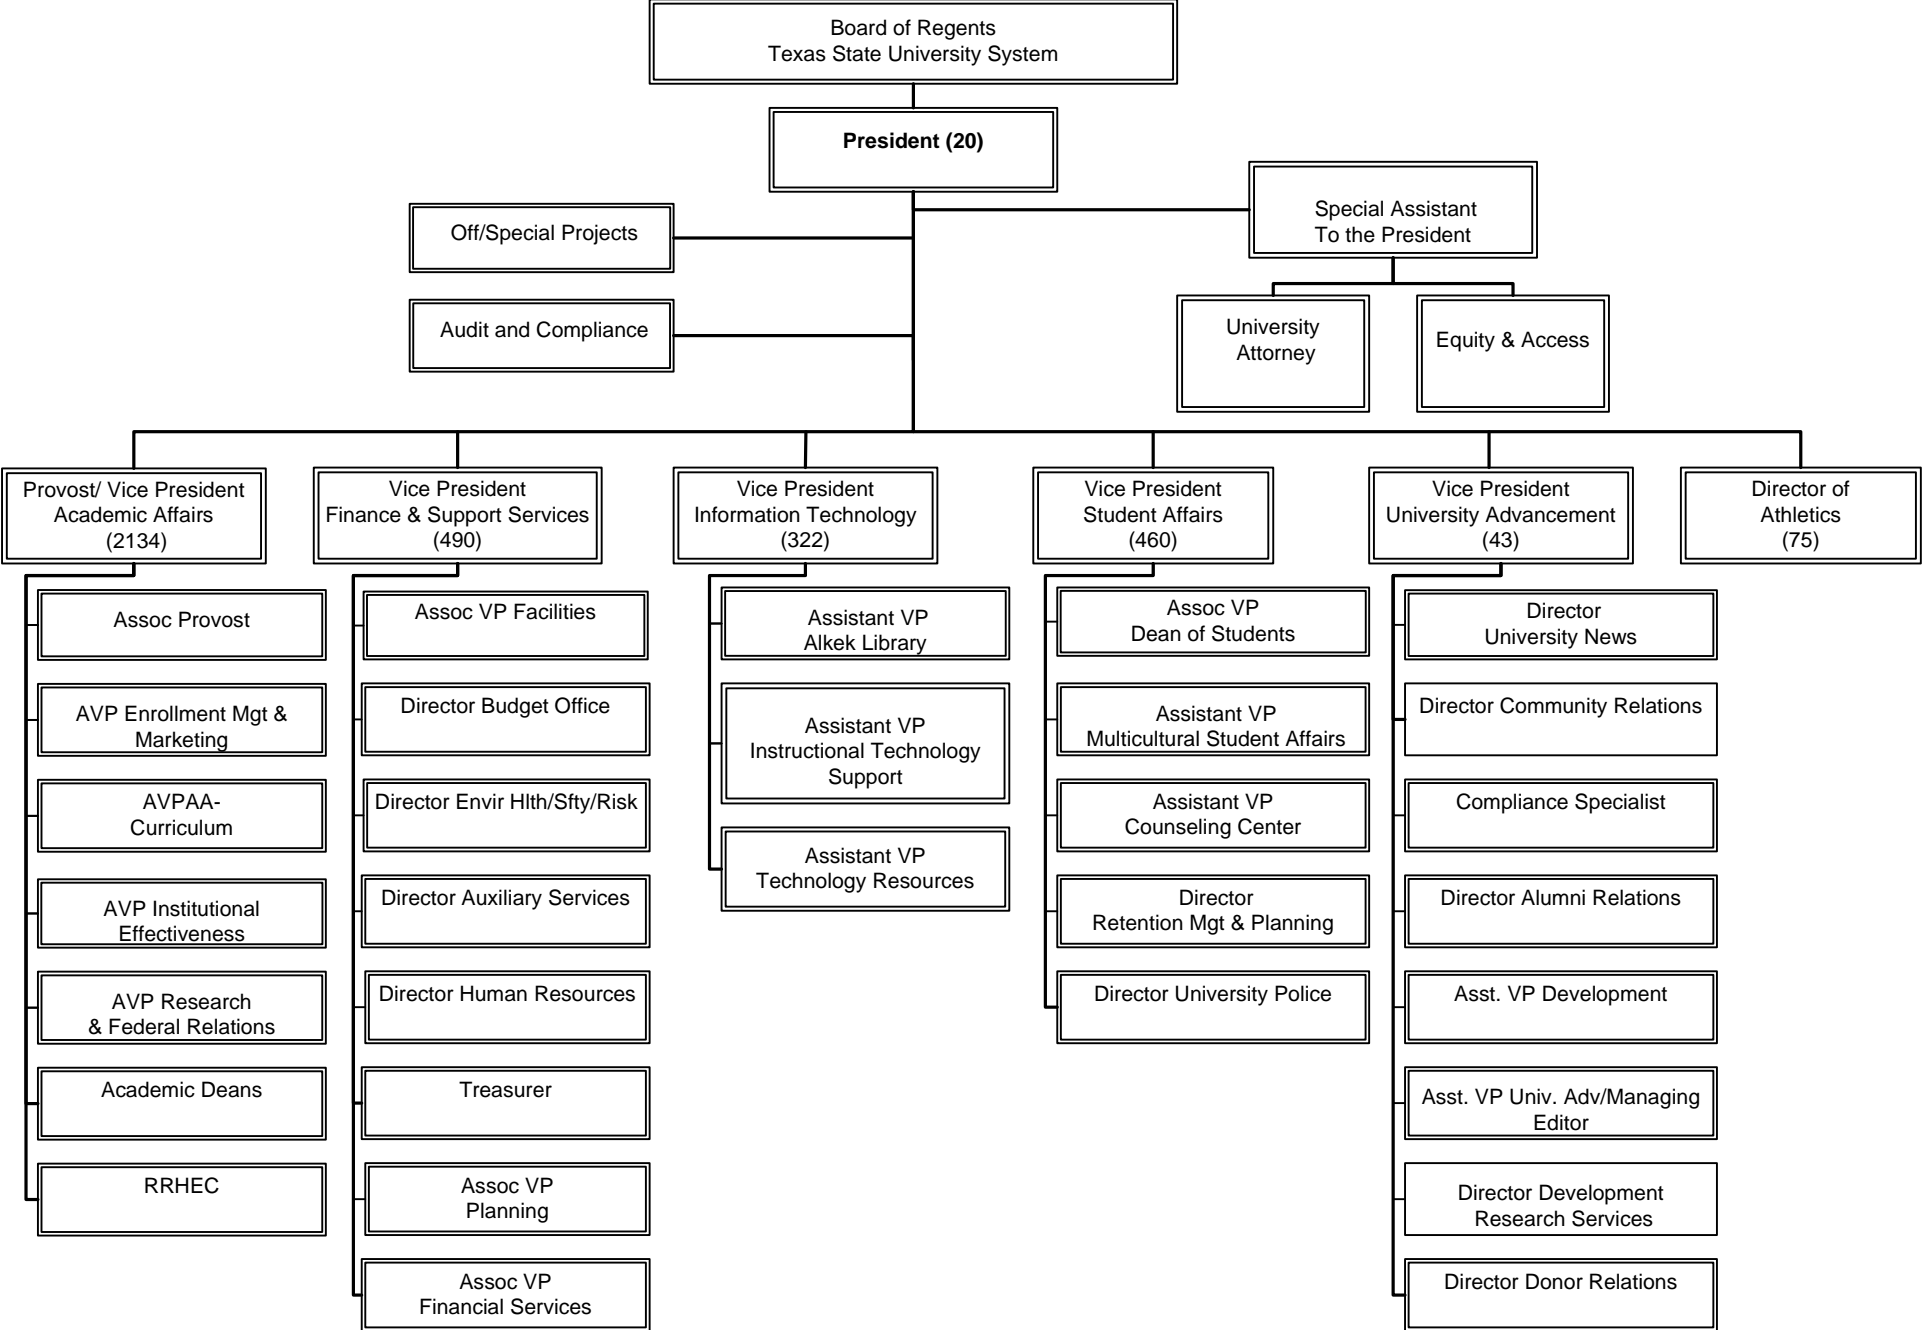 Board of Regents
Texas State University System
President (20)
Special Assistant
To the President
Off/Special Projects
University
Attorney
Equity & Access
Audit and Compliance
Provost/ Vice President
Academic Affairs
(2134)
Vice President
Finance & Support Services
(490)
Vice President
Information Technology
(322)
Vice President
Student Affairs
(460)
Vice President
University Advancement
(43)
Director of
Athletics
(75)
Assoc Provost
AVP Enrollment Mgt &
Marketing
AVPAA-
Curriculum
AVP Institutional
Effectiveness
AVP Research
& Federal Relations
Academic Deans
RRHEC
Assoc VP Facilities
Director Budget Office
Director Envir Hlth/Sfty/Risk
Director Auxiliary Services
Director Human Resources
Treasurer
Assoc VP
Planning
Assoc VP
Financial Services
Assistant VP
Alkek Library
Assistant VP
Instructional Technology
Support
Assistant VP
Technology Resources
Assoc VP
Dean of Students
Assistant VP
Multicultural Student Affairs
Assistant VP
Counseling Center
Director
Retention Mgt & Planning
Director University Police
Director
University News
Director Community Relations
Compliance Specialist
Director Alumni Relations
Asst. VP Development
Asst. VP Univ. Adv/Managing
Editor
Director Development
Research Services
Director Donor Relations